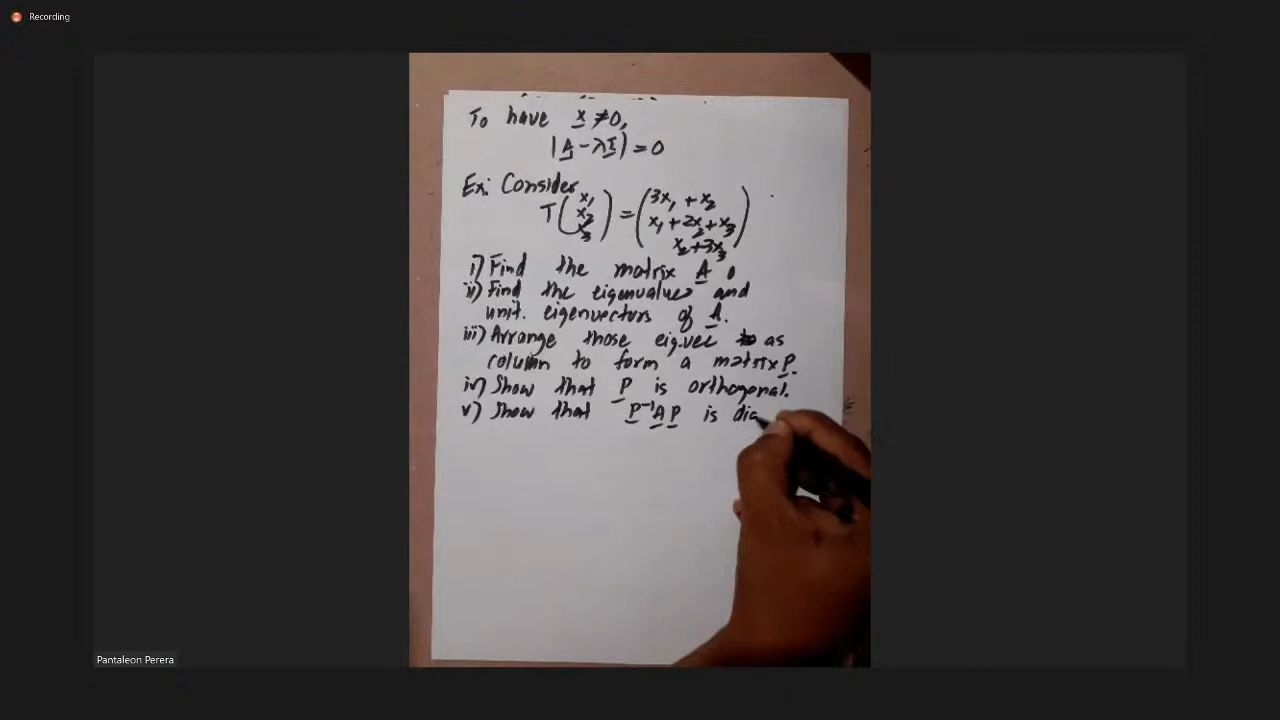 Recording
To have x ≠ 0,
|A - λI| = 0
Ex: Consider
T(x₁ x₂ x₃) = (3x₁ + x₂
x₁ + 2x₂ + x₃
x₂ + 3x₃)
i) Find the matrix A
ii) Find the eigenvalues and
unit. eigenvectors of A.
iii) Arrange those eig.vec as
column to form a matrix P.
iv) Show that P is orthogonal.
v) Show that P⁻¹AP is dia
Pantaleon Perera